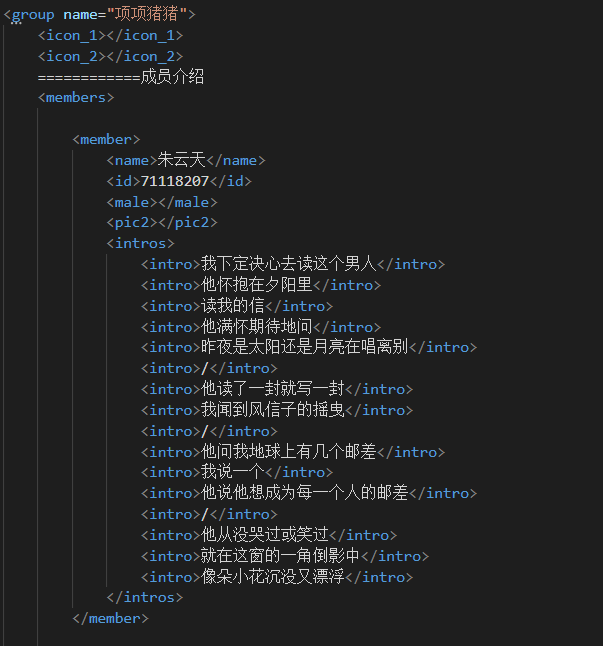 <group name="项项猪猪">
<icon_1></icon_1>
<icon_2></icon_2>
============成员介绍
<members>
<member>
<name>朱云天</name>
<id>71118207</id>
<male></male>
<pic2></pic2>
<intros>
<intro>我下定决心去读这个男人</intro>
<intro>他怀抱在夕阳里</intro>
<intro>读我的信</intro>
<intro>他满怀期待地问</intro>
<intro>昨夜是太阳还是月亮在唱离别</intro>
<intro>/</intro>
<intro>他读了一封就写一封</intro>
<intro>我闻到风信子的摇曳</intro>
<intro>/</intro>
<intro>他问我地球上有几个邮差</intro>
<intro>我说一个</intro>
<intro>他说他想成为每一个人的邮差</intro>
<intro>/</intro>
<intro>他从没哭过或笑过</intro>
<intro>就在这窗的一角倒影中</intro>
<intro>像朵小花沉没又漂浮</intro>
</intros>
</member>